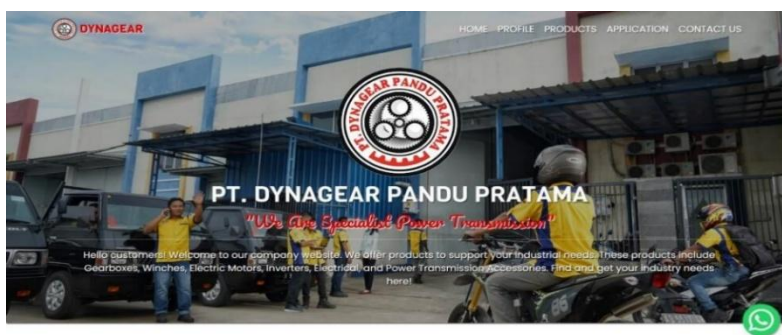 DYNAGEAR
HOME PROFILE PRODUCTS APPLICATION CONTACT US
PT. DYNAGEAR PANDU PRATAMA
PT. DYNAGEAR PANDU PRATAMA
"We Are Specialist Power Transmission"
Hello customers! Welcome to our company website. We offer products to support your industrial needs. These products include
Gearboxes, Winches, Electric Motors, Inverters, Electrical, and Power Transmission Accessories. Find and get your industry needs
here!